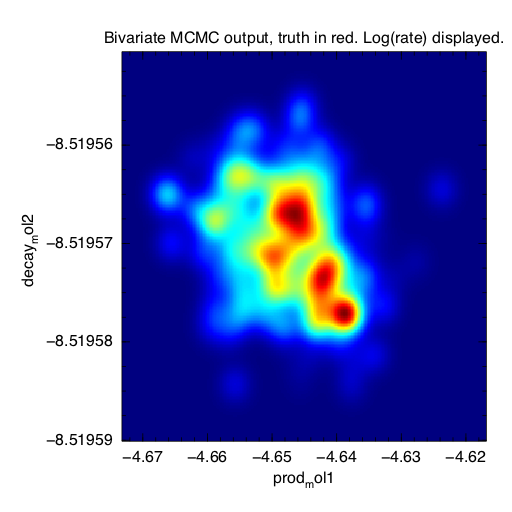 Bivariate MCMC output, truth in red. Log(rate) displayed.
−8.51956
−8.51957
−8.51958
−8.51959
decay_mol2
−4.67 −4.66 −4.65 −4.64 −4.63 −4.62
prod_mol1